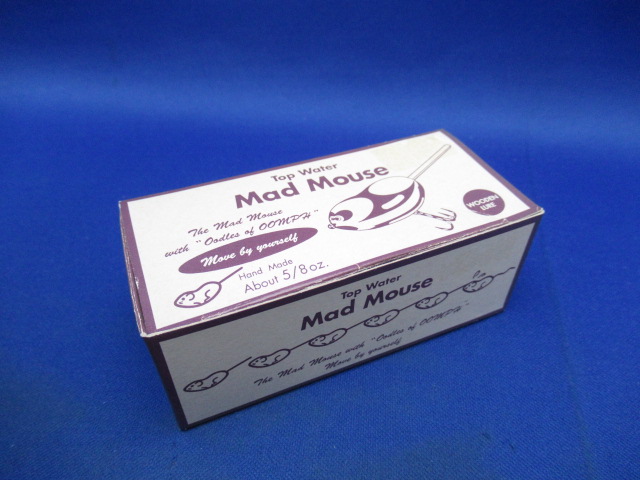 Top Water
Mad Mouse
The Mad Mouse
with "Oodles of OOMPH"
Move by yourself
Hand Made
About 5/8oz.
WOODEN
LURE
Top Water
Mad Mouse
The Mad Mouse with "Oodles of OOMPH"
Move by yourself